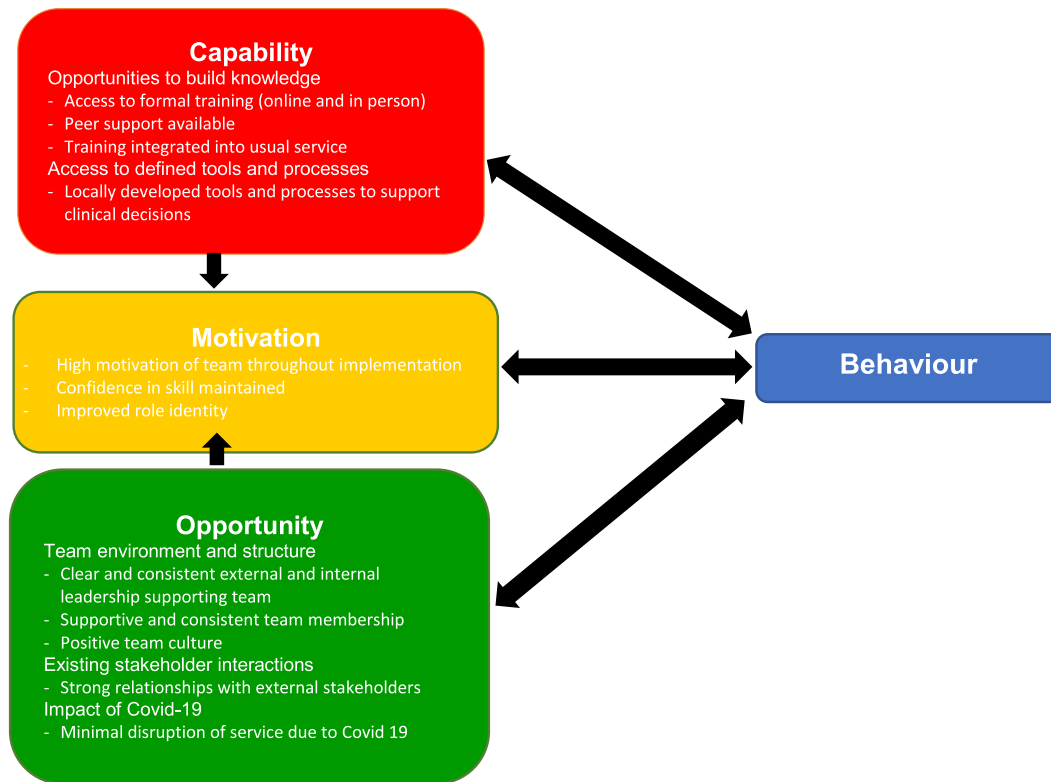 Capability
Opportunities to build knowledge
- Access to formal training (online and in person)
- Peer support available
- Training integrated into usual service
Access to defined tools and processes
- Locally developed tools and processes to support
clinical decisions
Motivation
- High motivation of team throughout implementation
- Confidence in skill maintained
- Improved role identity
Behaviour
Opportunity
Team environment and structure
- Clear and consistent external and internal
leadership supporting team
- Supportive and consistent team membership
- Positive team culture
Existing stakeholder interactions
- Strong relationships with external stakeholders
Impact of Covid-19
- Minimal disruption of service due to Covid 19